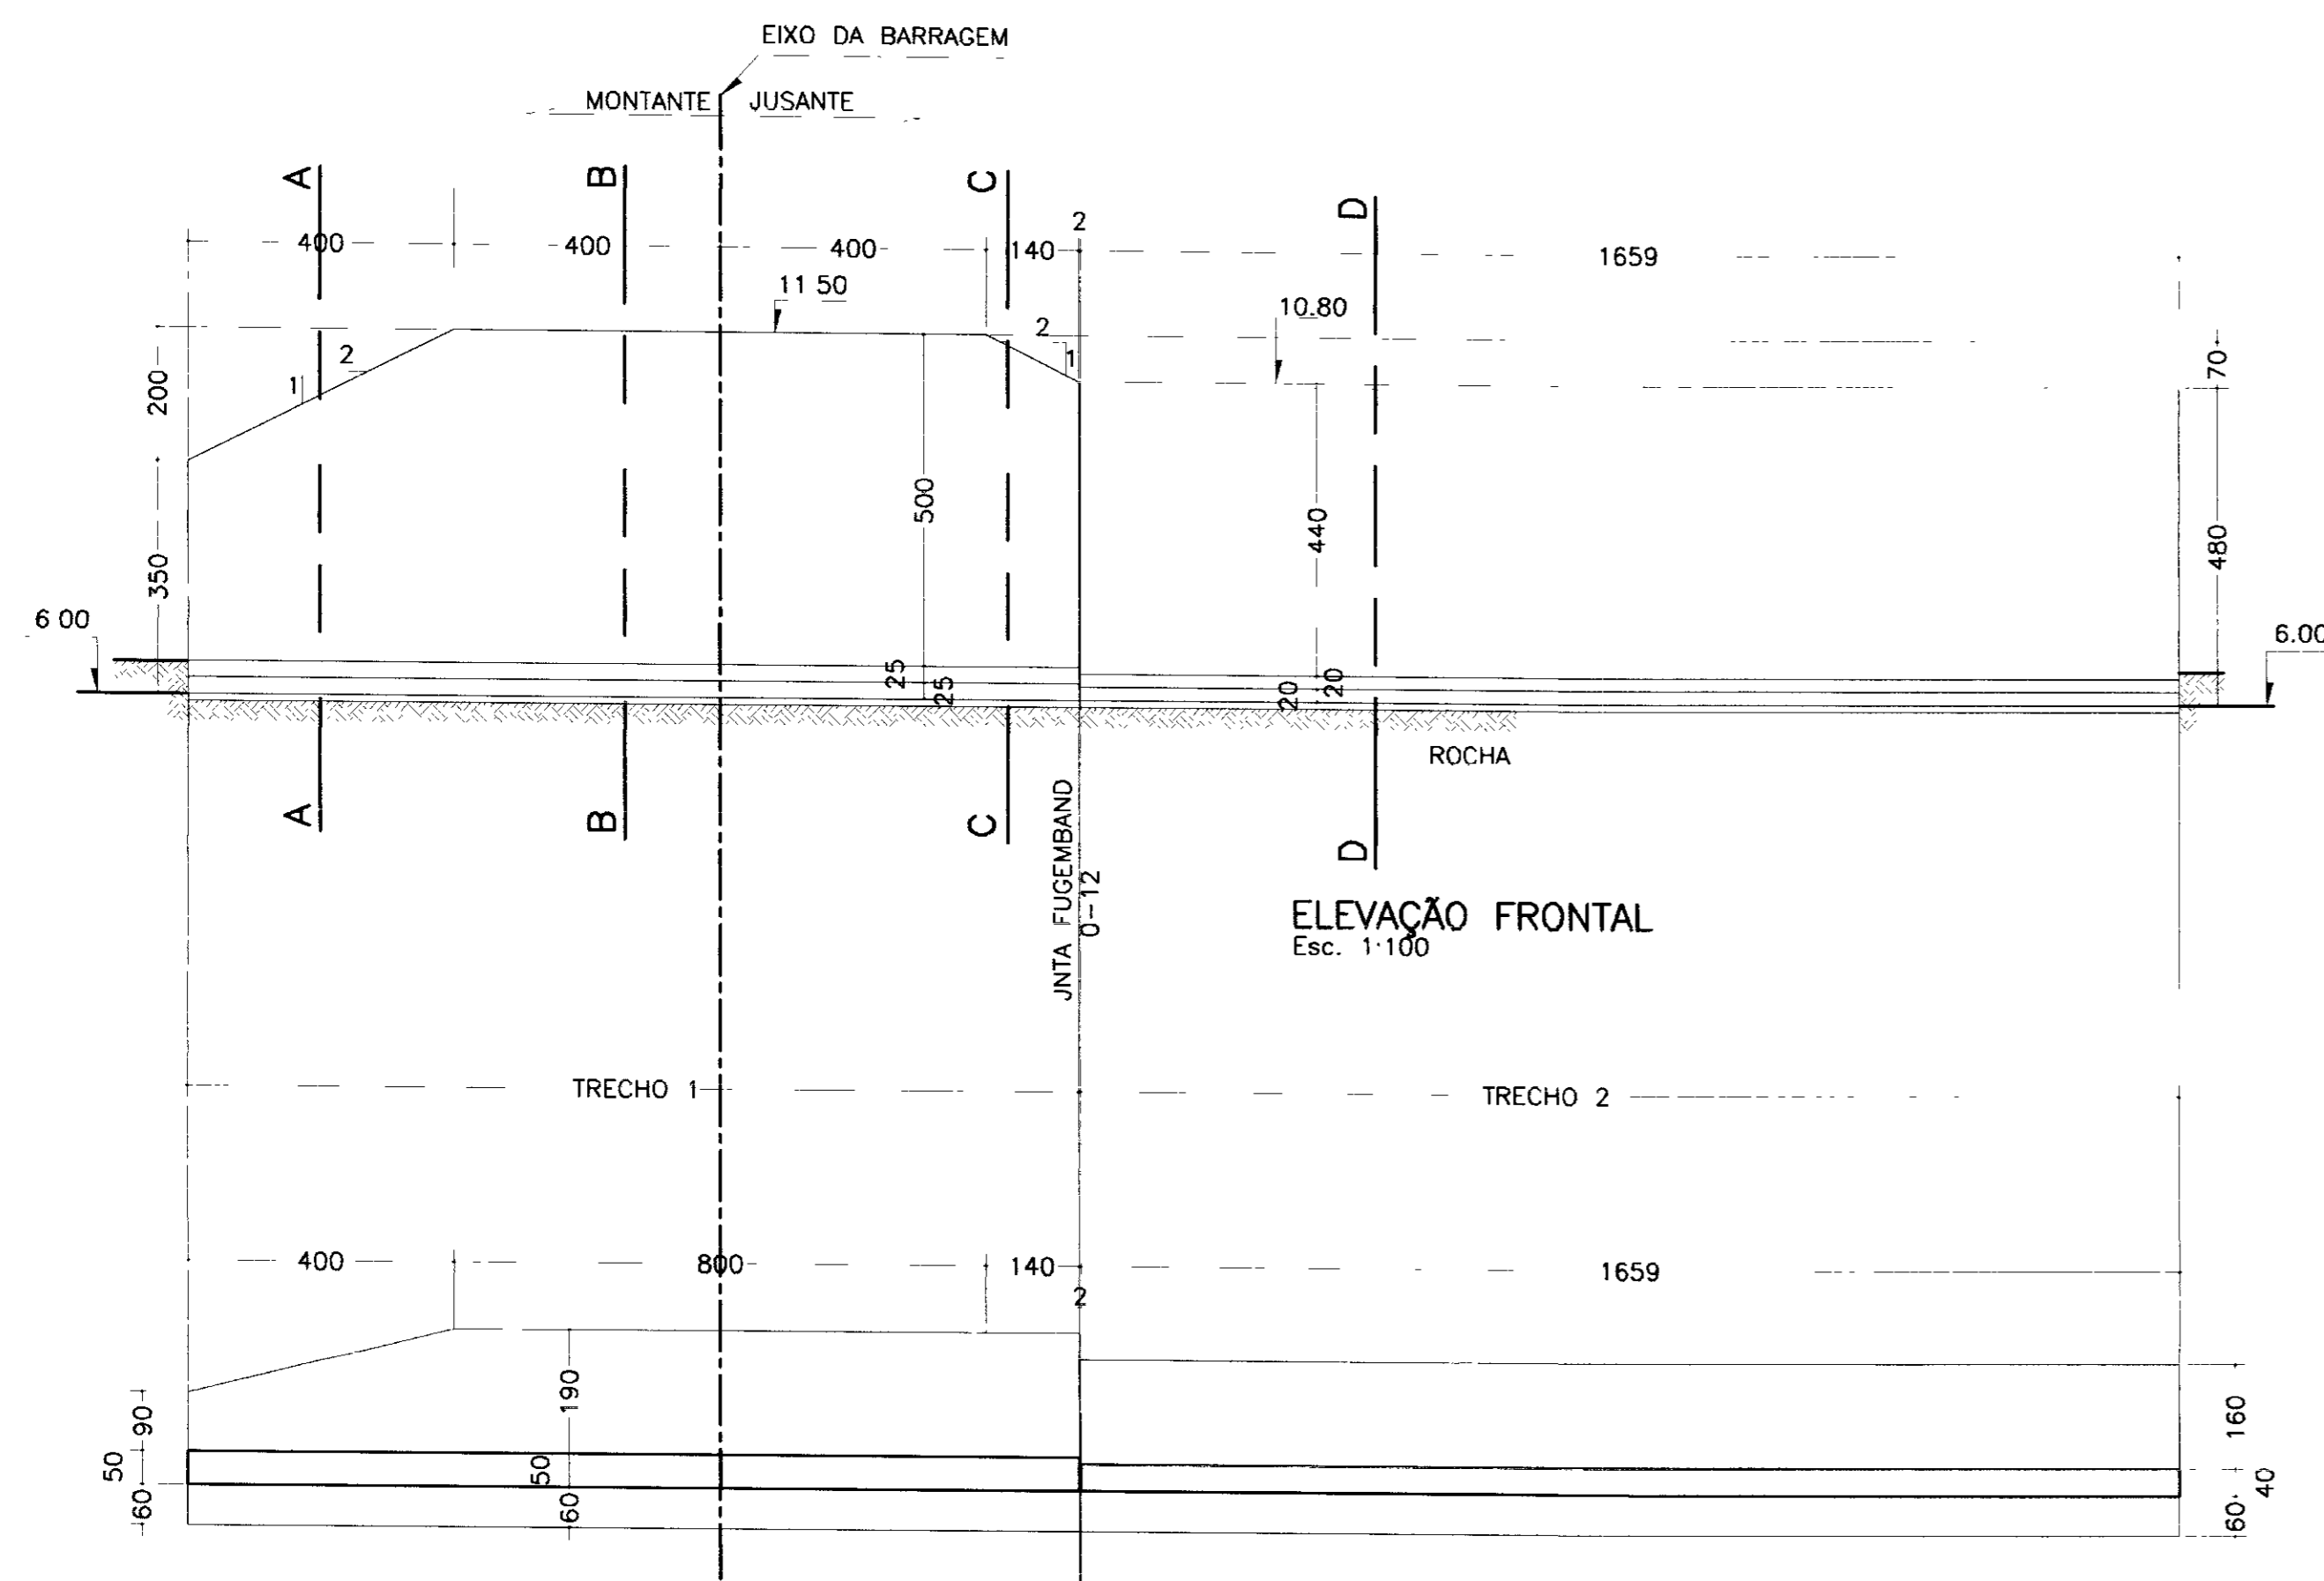 EIXO DA BARRAGEM
MONTANTE JUSANTE
A B C D
400 400 400 140 2 1659
11 50
10.80
2 1
2 1
200
70
350
500
440
480
6 00
6.00
25
25
20
20
ROCHA
A B C D
JNTA FUGEMBAND
0-12
ELEVAÇÃO FRONTAL
Esc. 1:100
TRECHO 1 TRECHO 2
400 800 140 2 1659
90
190
160
50
50
40
60
60
60